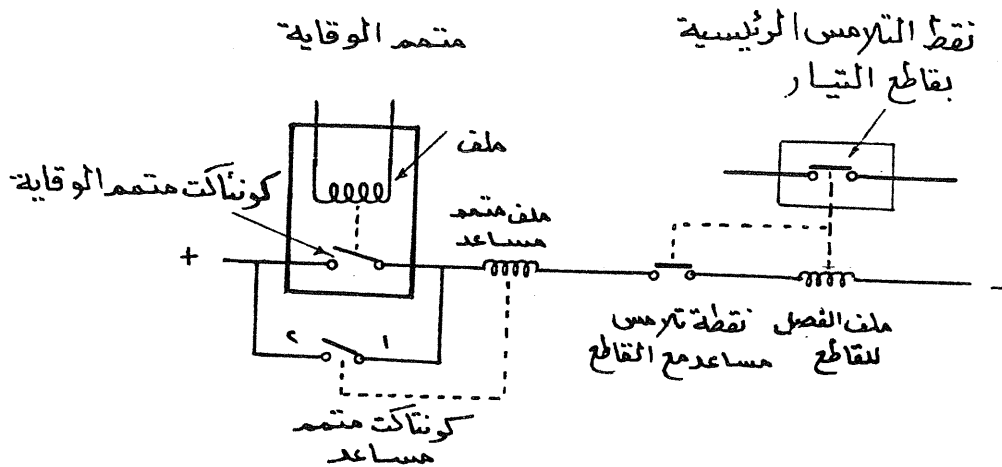 متمم الوقاية
نقط التلامس الرئيسية
بقاطع التيار
ملف
كونتاكت متمم الوقاية
ملف متمم
مساعد
+
-
٢
١
ملف الفصل
للقاطع
نقطة تلامس
مساعد مع القاطع
كونتاكت متمم
مساعد